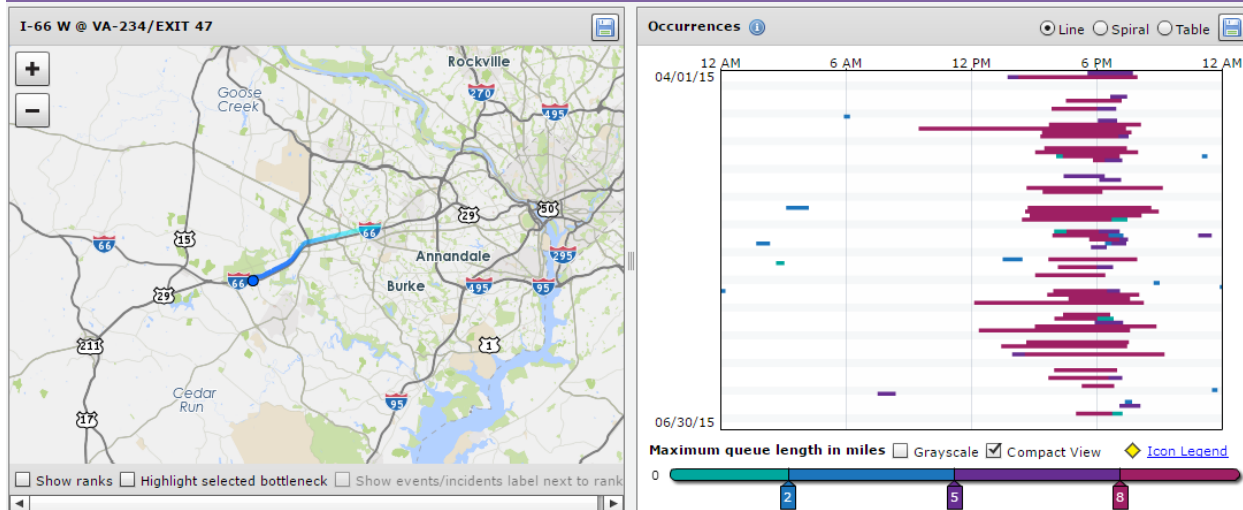 I-66 W @ VA-234/EXIT 47
+
−
Rockville
270
495
Goose
Creek
50
29
66
15
66
Annandale
295
66
Burke
495
95
29
1
211
Cedar
Run
95
17
Show ranks Highlight selected bottleneck Show events/incidents label next to rank
Occurrences i Line Spiral Table
12 AM 6 AM 12 PM 6 PM 12 AM
04/01/15
06/30/15
Maximum queue length in miles Grayscale Compact View Icon Legend
0
2 5 8